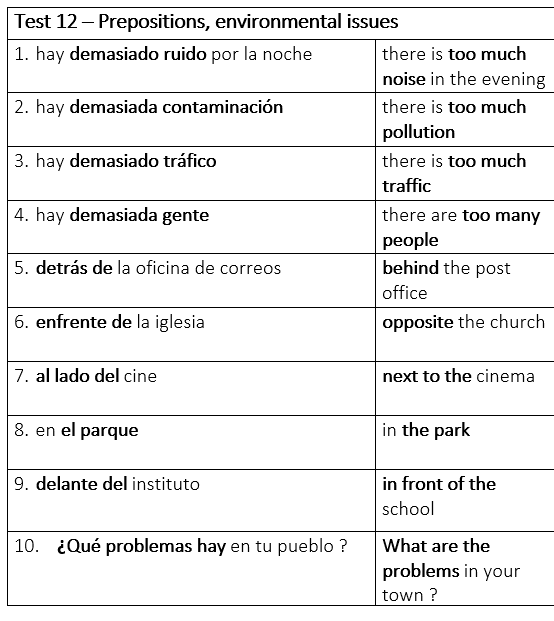 Test 12 – Prepositions, environmental issues
1. hay demasiado ruido por la noche
there is too much
noise in the evening
2. hay demasiada contaminación
there is too much
pollution
3. hay demasiado tráfico
there is too much
traffic
4. hay demasiada gente
there are too many
people
5. detrás de la oficina de correos
behind the post
office
6. enfrente de la iglesia
opposite the church
7. al lado del cine
next to the cinema
8. en el parque
in the park
9. delante del instituto
in front of the
school
10. ¿Qué problemas hay en tu pueblo ?
What are the
problems in your
town ?